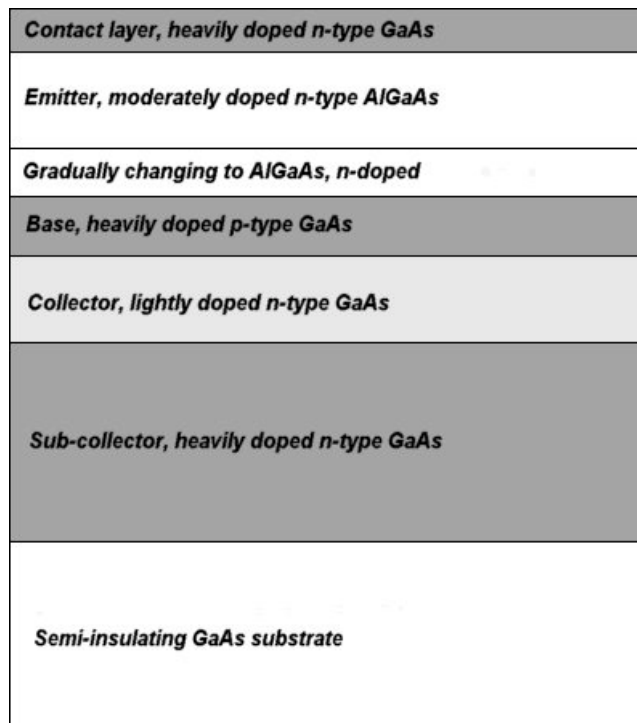 Contact layer, heavily doped n-type GaAs
Emitter, moderately doped n-type AlGaAs
Gradually changing to AlGaAs, n-doped
Base, heavily doped p-type GaAs
Collector, lightly doped n-type GaAs
Sub-collector, heavily doped n-type GaAs
Semi-insulating GaAs substrate